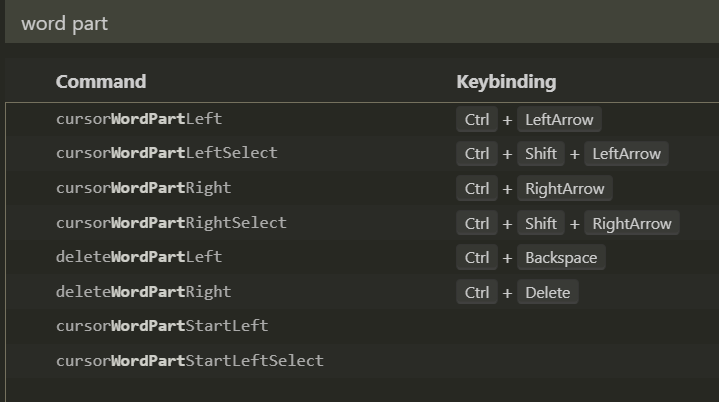 word part
Command Keybinding
cursorWordPartLeft Ctrl + LeftArrow
cursorWordPartLeftSelect Ctrl + Shift + LeftArrow
cursorWordPartRight Ctrl + RightArrow
cursorWordPartRightSelect Ctrl + Shift + RightArrow
deleteWordPartLeft Ctrl + Backspace
deleteWordPartRight Ctrl + Delete
cursorWordPartStartLeft
cursorWordPartStartLeftSelect